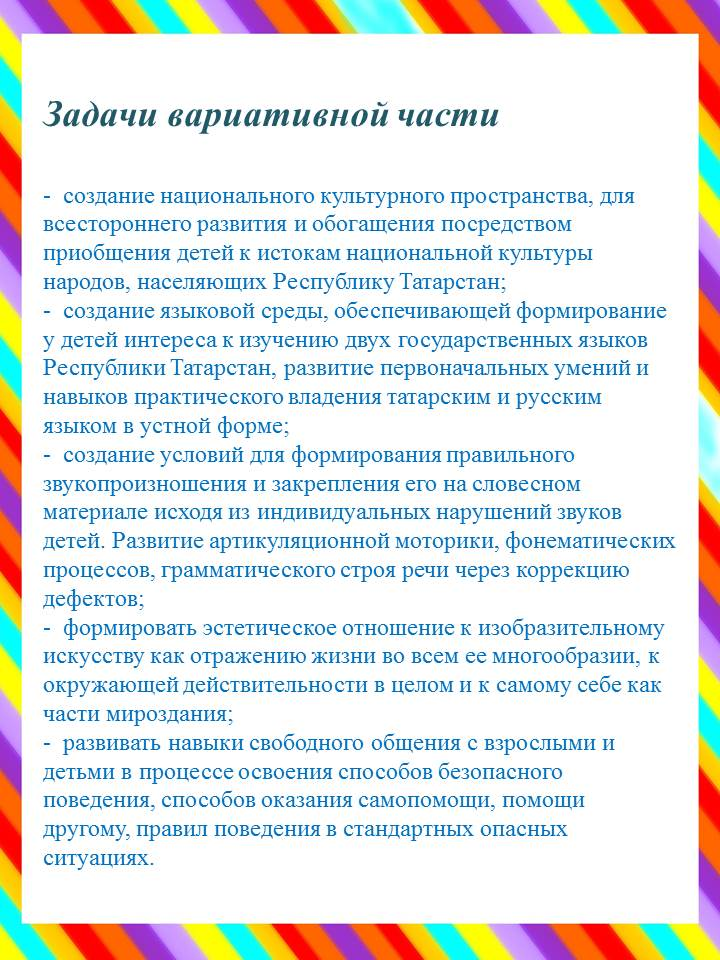 Задачи вариативной части
- создание национального культурного пространства, для
всестороннего развития и обогащения посредством
приобщения детей к истокам национальной культуры
народов, населяющих Республику Татарстан;
- создание языковой среды, обеспечивающей формирование
у детей интереса к изучению двух государственных языков
Республики Татарстан, развитие первоначальных умений и
навыков практического владения татарским и русским
языком в устной форме;
- создание условий для формирования правильного
звукопроизношения и закрепления его на словесном
материале исходя из индивидуальных нарушений звуков
детей. Развитие артикуляционной моторики, фонематических
процессов, грамматического строя речи через коррекцию
дефектов;
- формировать эстетическое отношение к изобразительному
искусству как отражению жизни во всем ее многообразии, к
окружающей действительности в целом и к самому себе как
части мироздания;
- развивать навыки свободного общения с взрослыми и
детьми в процессе освоения способов безопасного
поведения, способов оказания самопомощи, помощи
другому, правил поведения в стандартных опасных
ситуациях.